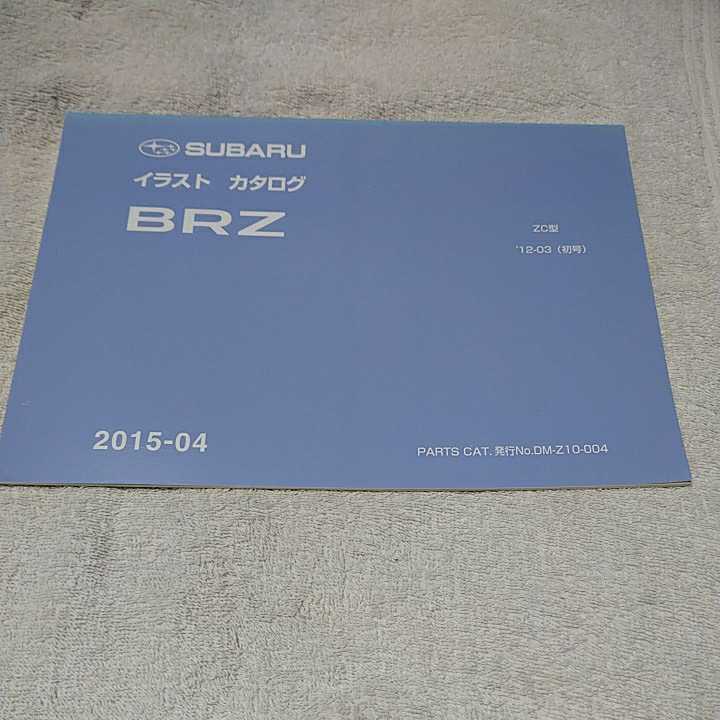 SUBARU
イラスト カタログ
BRZ
ZC型
'12-03（初号）
2015-04
PARTS CAT. 発行No.DM-Z10-004